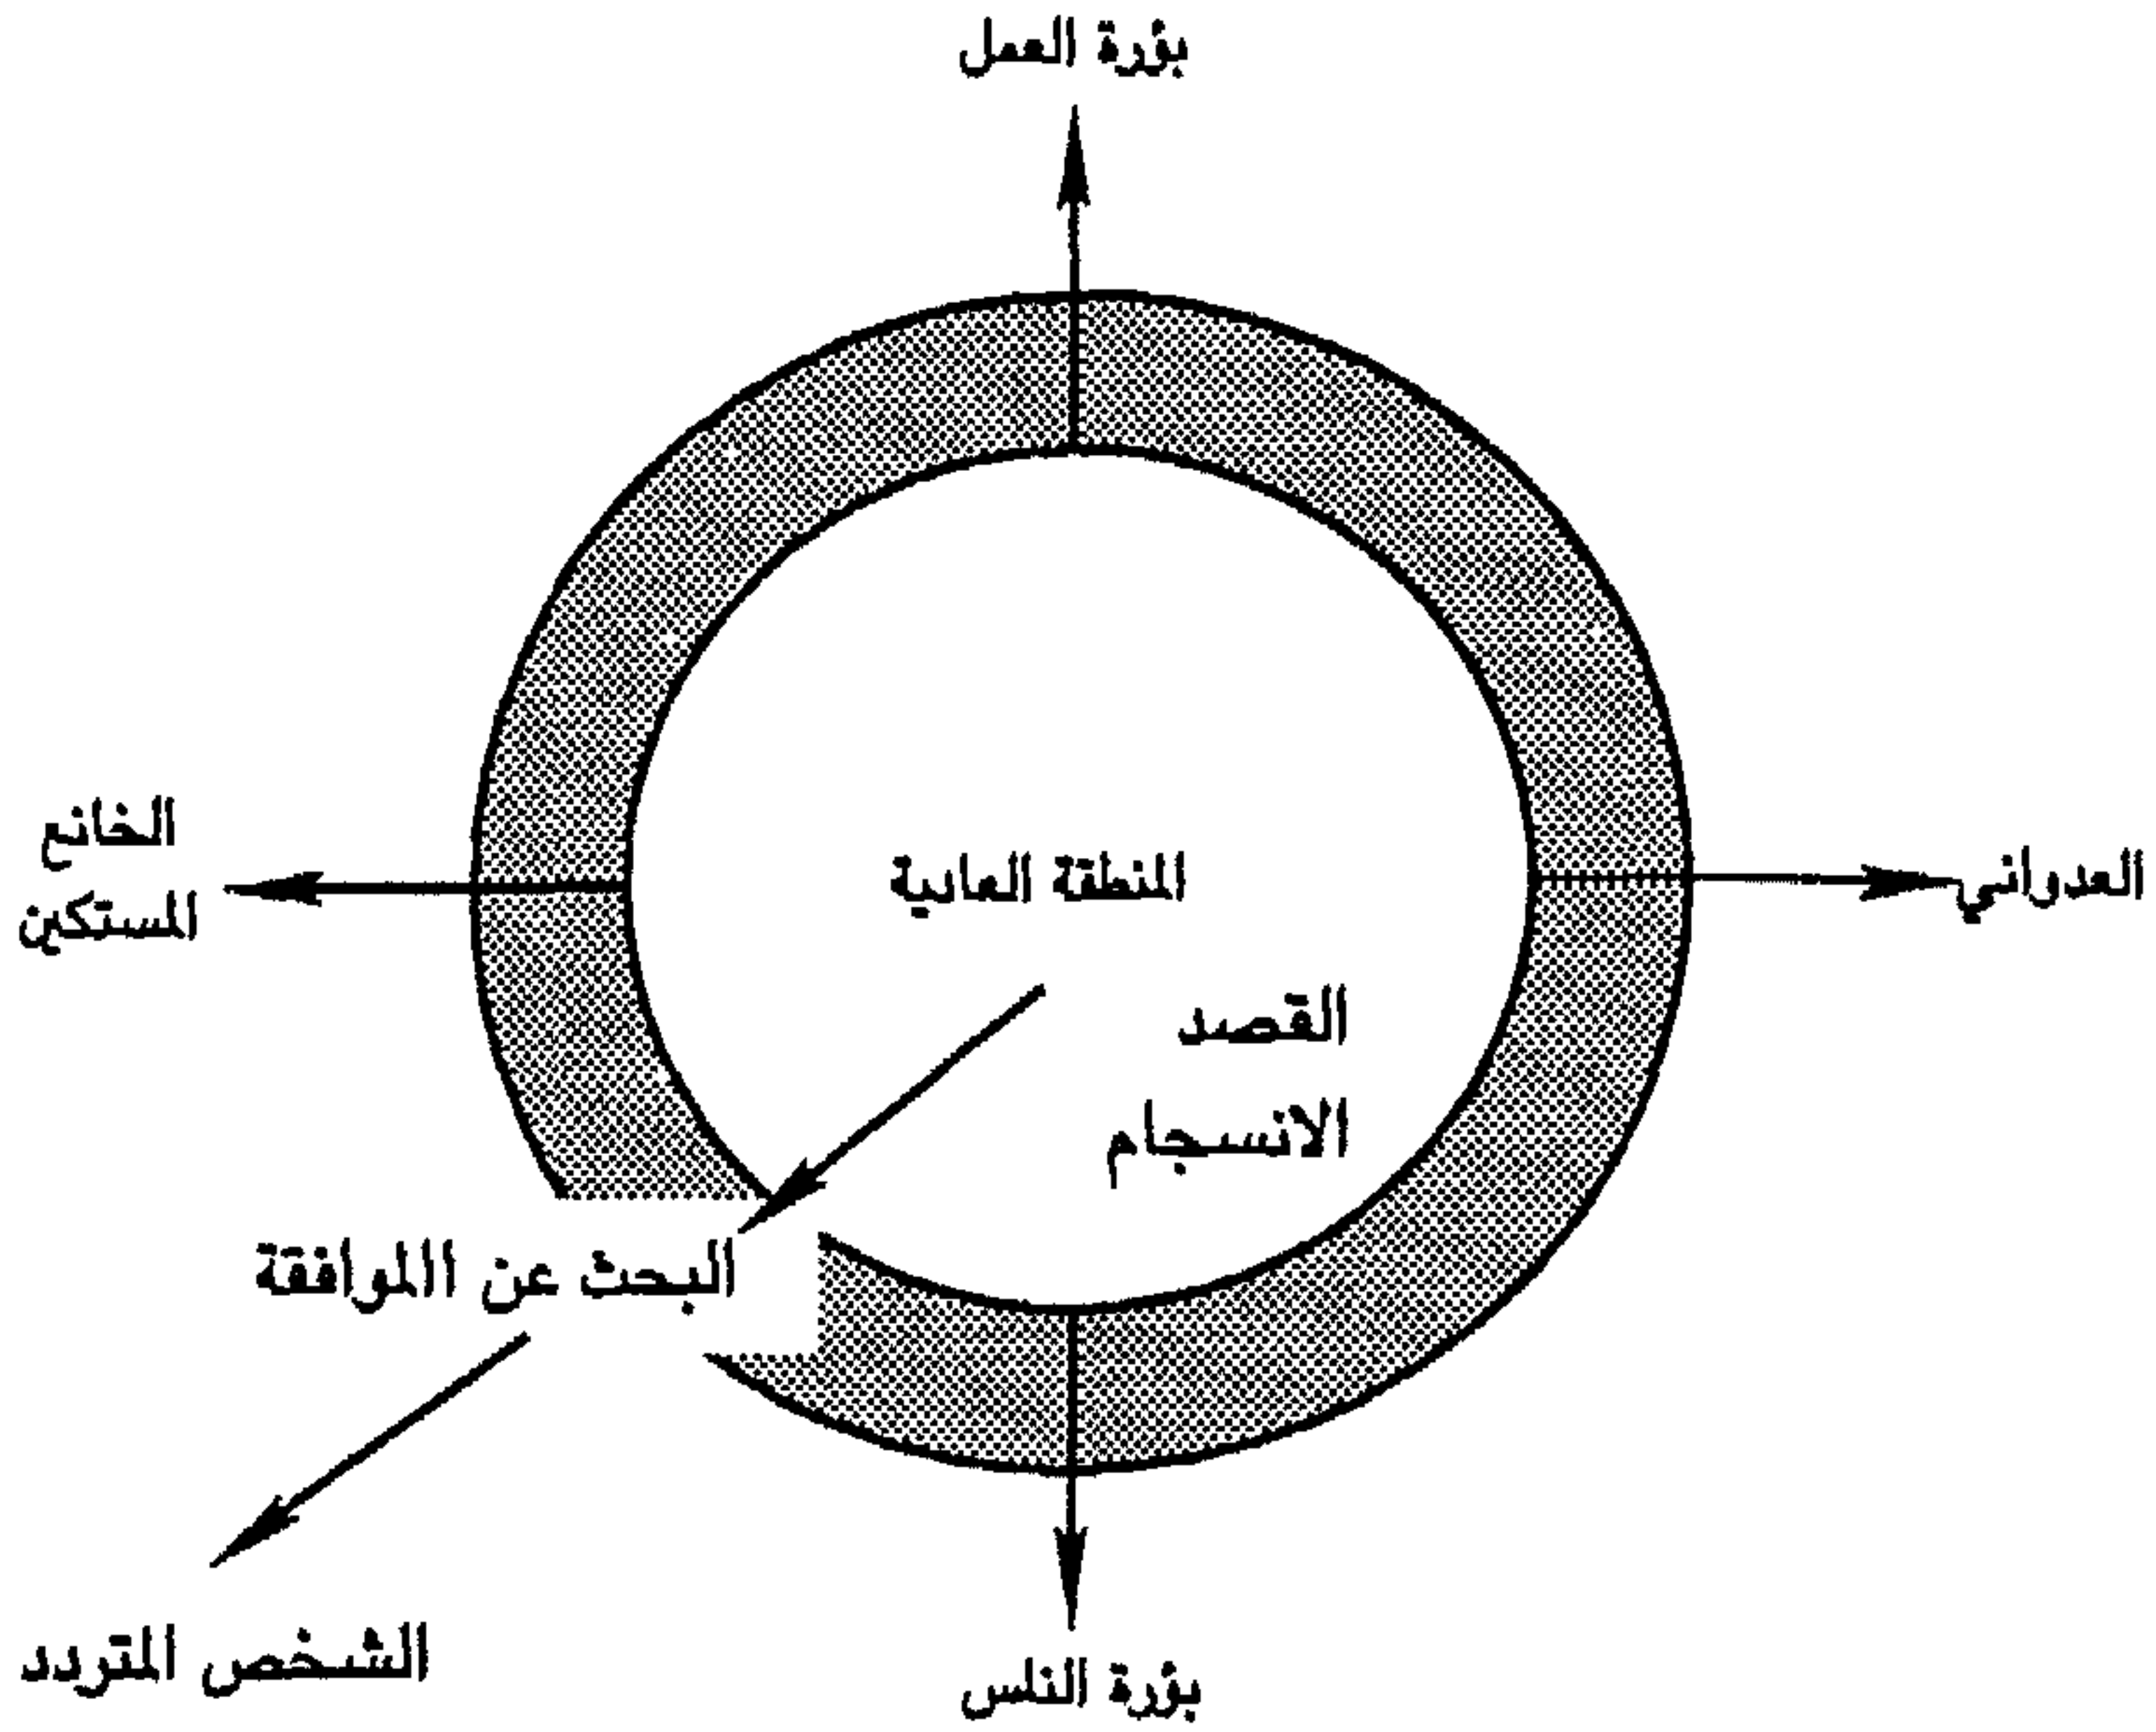 بؤرة العمل
الخانع
المستكين
المنطقة العادية
العدواني
القصد
الانسجام
البحث عن الموافقة
الشخص المتردد
بؤرة الناس